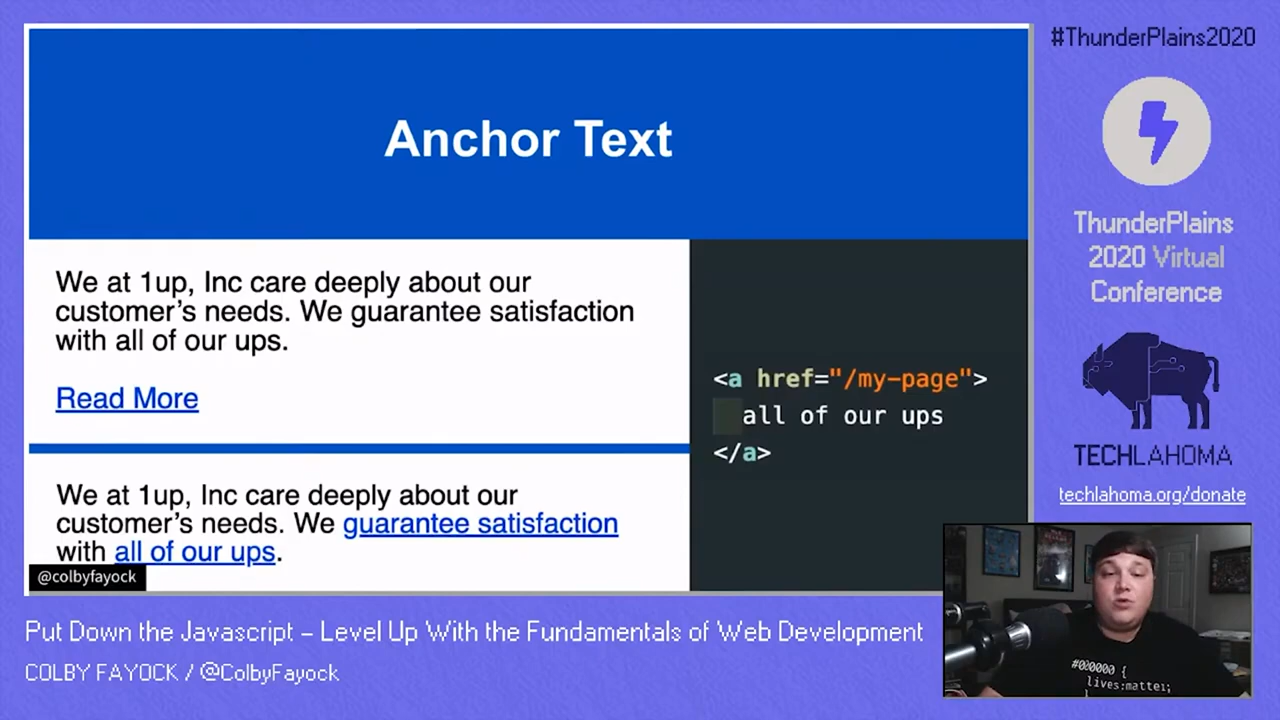 #ThunderPlains2020
Anchor Text
We at 1up, Inc care deeply about our
customer's needs. We guarantee satisfaction
with all of our ups.
Read More
We at 1up, Inc care deeply about our
customer's needs. We guarantee satisfaction
with all of our ups.
@colbyfayock
<a href="/my-page">
all of our ups
</a>
ThunderPlains
2020 Virtual
Conference
TECHLAHOMA
techlahoma.org/donate
#000000 {
lives:matter;
}
Put Down the Javascript – Level Up With the Fundamentals of Web Development
COLBY FAYOCK / @ColbyFayock